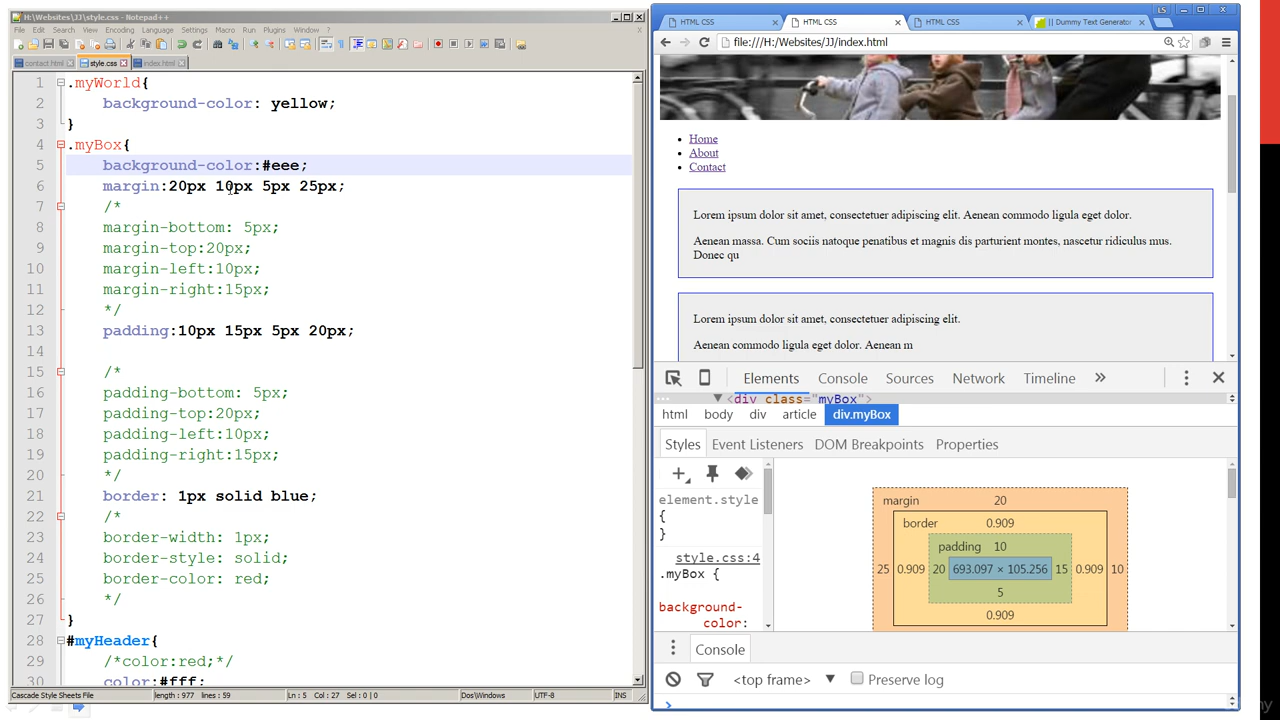 H:\Websites\JJ\style.css - Notepad++
File Edit Search View Encoding Language Settings Macro Run Plugins Window ?
contact.html style.css index.html
1 .myWorld{
2 background-color: yellow;
3 }
4 .myBox{
5 background-color:#eee;
6 margin:20px 10px 5px 25px;
7 /*
8 margin-bottom: 5px;
9 margin-top:20px;
10 margin-left:10px;
11 margin-right:15px;
12 */
13 padding:10px 15px 5px 20px;
14
15 /*
16 padding-bottom: 5px;
17 padding-top:20px;
18 padding-left:10px;
19 padding-right:15px;
20 */
21 border: 1px solid blue;
22 /*
23 border-width: 1px;
24 border-style: solid;
25 border-color: red;
26 */
27 }
28 #myHeader{
29 /*color:red;*/
30 color:#fff;
Cascade Style Sheets File length : 977 lines : 59 Ln : 5 Col : 27 Sel : 0 | 0 Dos\Windows UTF-8 INS
HTML CSS HTML CSS HTML CSS || Dummy Text Generator LS
file:///H:/Websites/JJ/index.html
• Home
• About
• Contact
Lorem ipsum dolor sit amet, consectetuer adipiscing elit. Aenean commodo ligula eget dolor.
Aenean massa. Cum sociis natoque penatibus et magnis dis parturient montes, nascetur ridiculus mus.
Donec qu
Lorem ipsum dolor sit amet, consectetuer adipiscing elit.
Aenean commodo ligula eget dolor. Aenean m
Elements Console Sources Network Timeline »
... ▼ <div class="myBox">
html body div article div.myBox
Styles Event Listeners DOM Breakpoints Properties
element.style
{
}
style.css:4
.myBox {
background-
color:
margin 20
border 0.909
padding 10
25 0.909 20 693.097 × 105.256 15 0.909 10
5
0.909
Console
<top frame> ▼ Preserve log
>